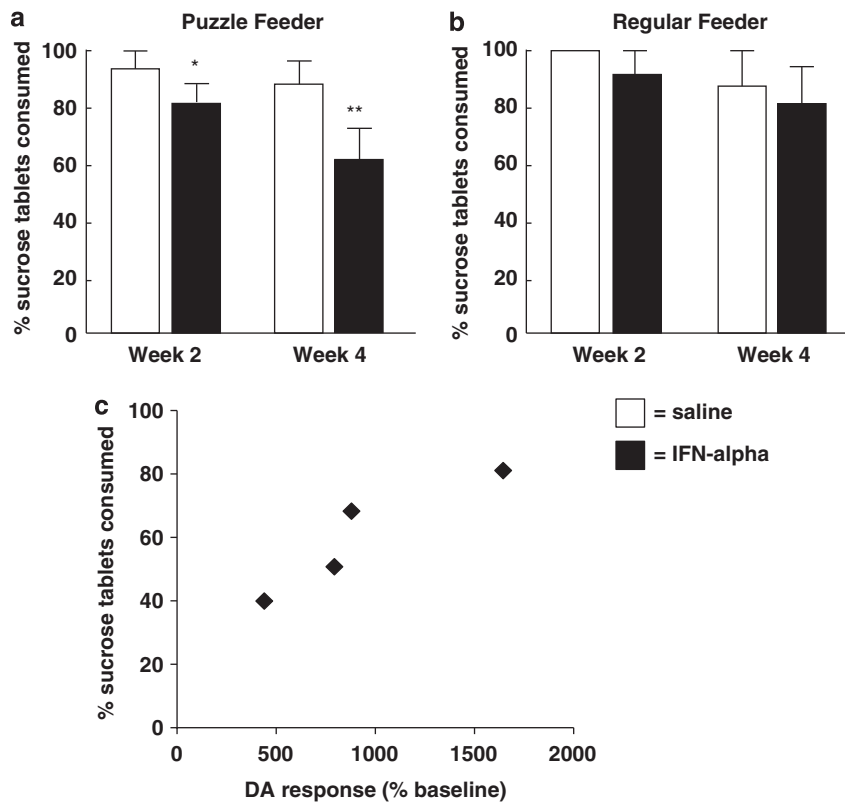 a
Puzzle Feeder
% sucrose tablets consumed
100
80
60
40
20
0
*
**
Week 2
Week 4
b
Regular Feeder
% sucrose tablets consumed
100
80
60
40
20
0
Week 2
Week 4
c
% sucrose tablets consumed
100
80
60
40
20
0
0 500 1000 1500 2000
DA response (% baseline)
= saline
= IFN-alpha